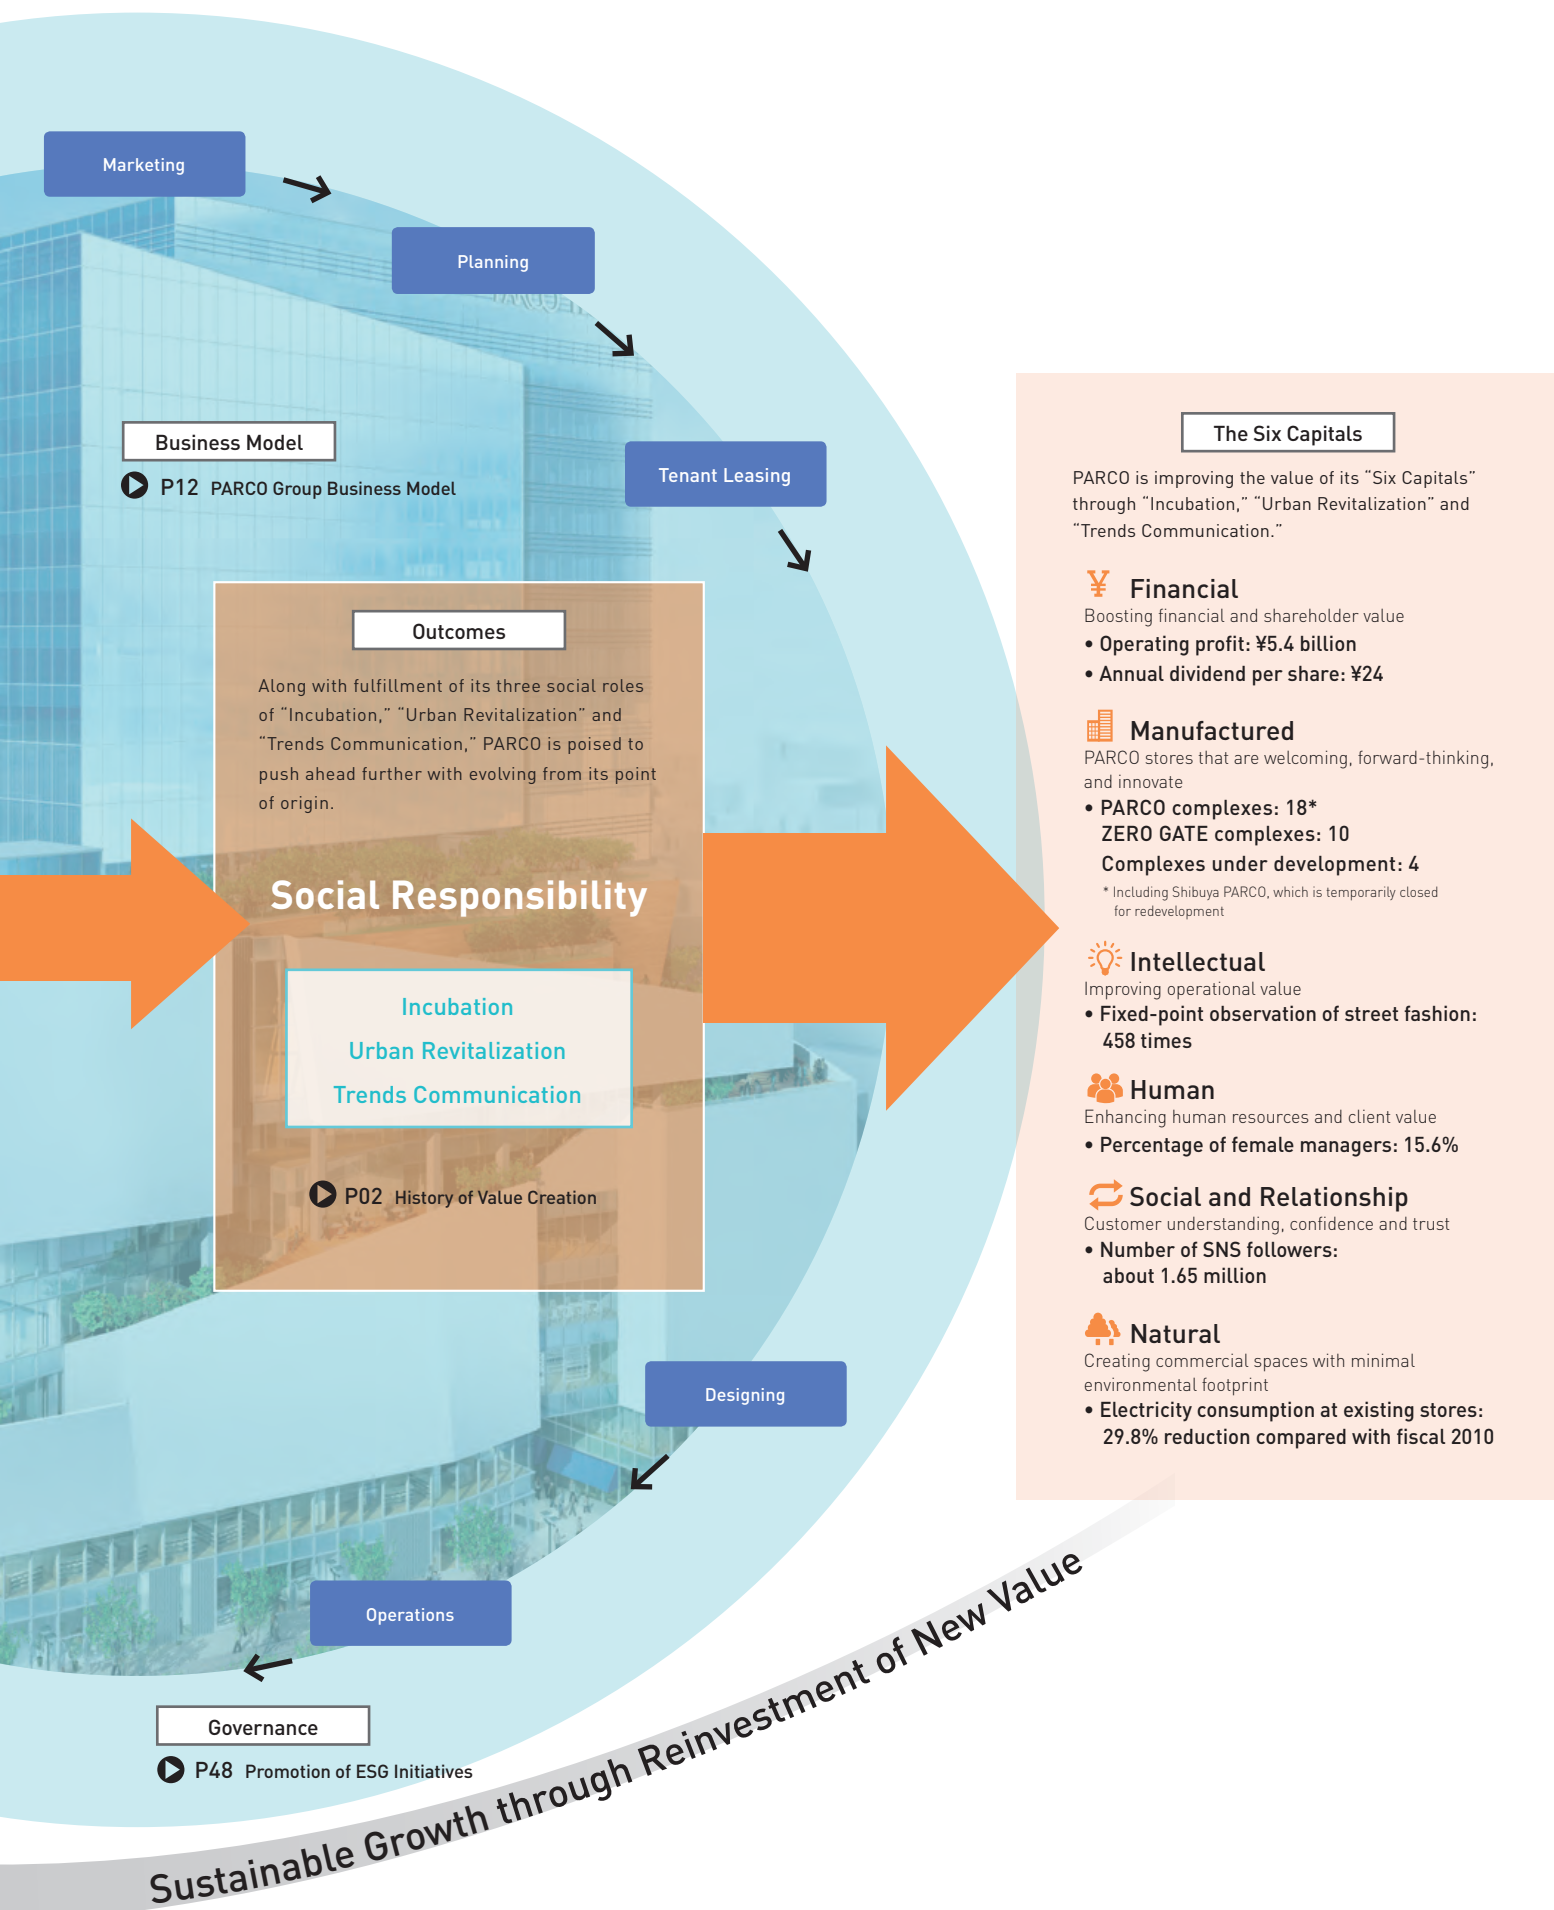 Marketing
Planning
Tenant Leasing
Business Model
P12 PARCO Group Business Model
Outcomes
Along with fulfillment of its three social roles
of “Incubation,” “Urban Revitalization” and
“Trends Communication,” PARCO is poised to
push ahead further with evolving from its point
of origin.
Social Responsibility
Incubation
Urban Revitalization
Trends Communication
P02 History of Value Creation
Designing
Operations
Governance
P48 Promotion of ESG Initiatives
Sustainable Growth through Reinvestment of New Value
The Six Capitals
PARCO is improving the value of its “Six Capitals”
through “Incubation,” “Urban Revitalization” and
“Trends Communication.”
¥ Financial
Boosting financial and shareholder value
• Operating profit: ¥5.4 billion
• Annual dividend per share: ¥24
Manufactured
PARCO stores that are welcoming, forward-thinking,
and innovate
• PARCO complexes: 18*
ZERO GATE complexes: 10
Complexes under development: 4
* Including Shibuya PARCO, which is temporarily closed
for redevelopment
Intellectual
Improving operational value
• Fixed-point observation of street fashion:
458 times
Human
Enhancing human resources and client value
• Percentage of female managers: 15.6%
Social and Relationship
Customer understanding, confidence and trust
• Number of SNS followers:
about 1.65 million
Natural
Creating commercial spaces with minimal
environmental footprint
• Electricity consumption at existing stores:
29.8% reduction compared with fiscal 2010